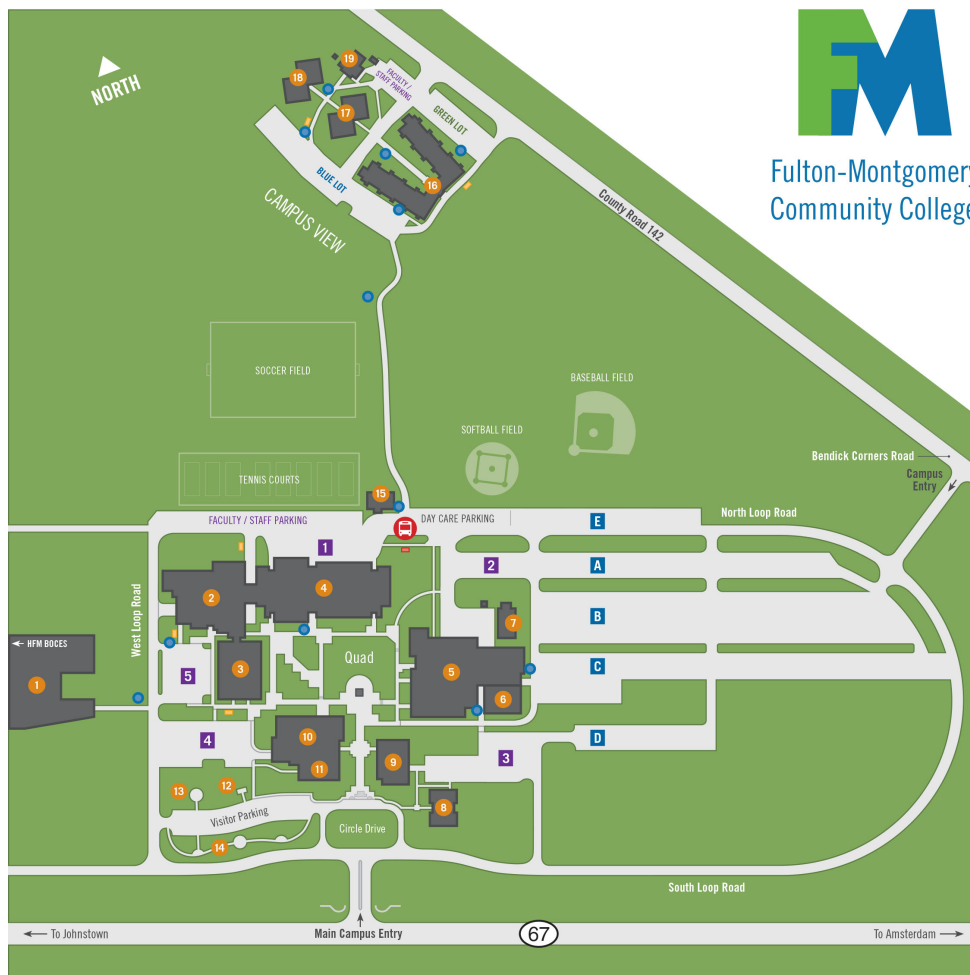 FM
Fulton-Montgomery
Community College
NORTH
19
18
17
FACULTY /
STAFF PARKING
GREEN LOT
16
BLUE LOT
CAMPUS VIEW
County Road 142
SOCCER FIELD
BASEBALL FIELD
SOFTBALL FIELD
Bendick Corners Road
Campus
Entry
TENNIS COURTS
15
FACULTY / STAFF PARKING
DAY CARE PARKING
E
North Loop Road
1
2
A
2
4
7
B
West Loop Road
HFM BOCES
1
3
Quad
5
C
5
6
4
10
9
3
D
11
13
12
8
Visitor Parking
Circle Drive
14
South Loop Road
To Johnstown
Main Campus Entry
67
To Amsterdam